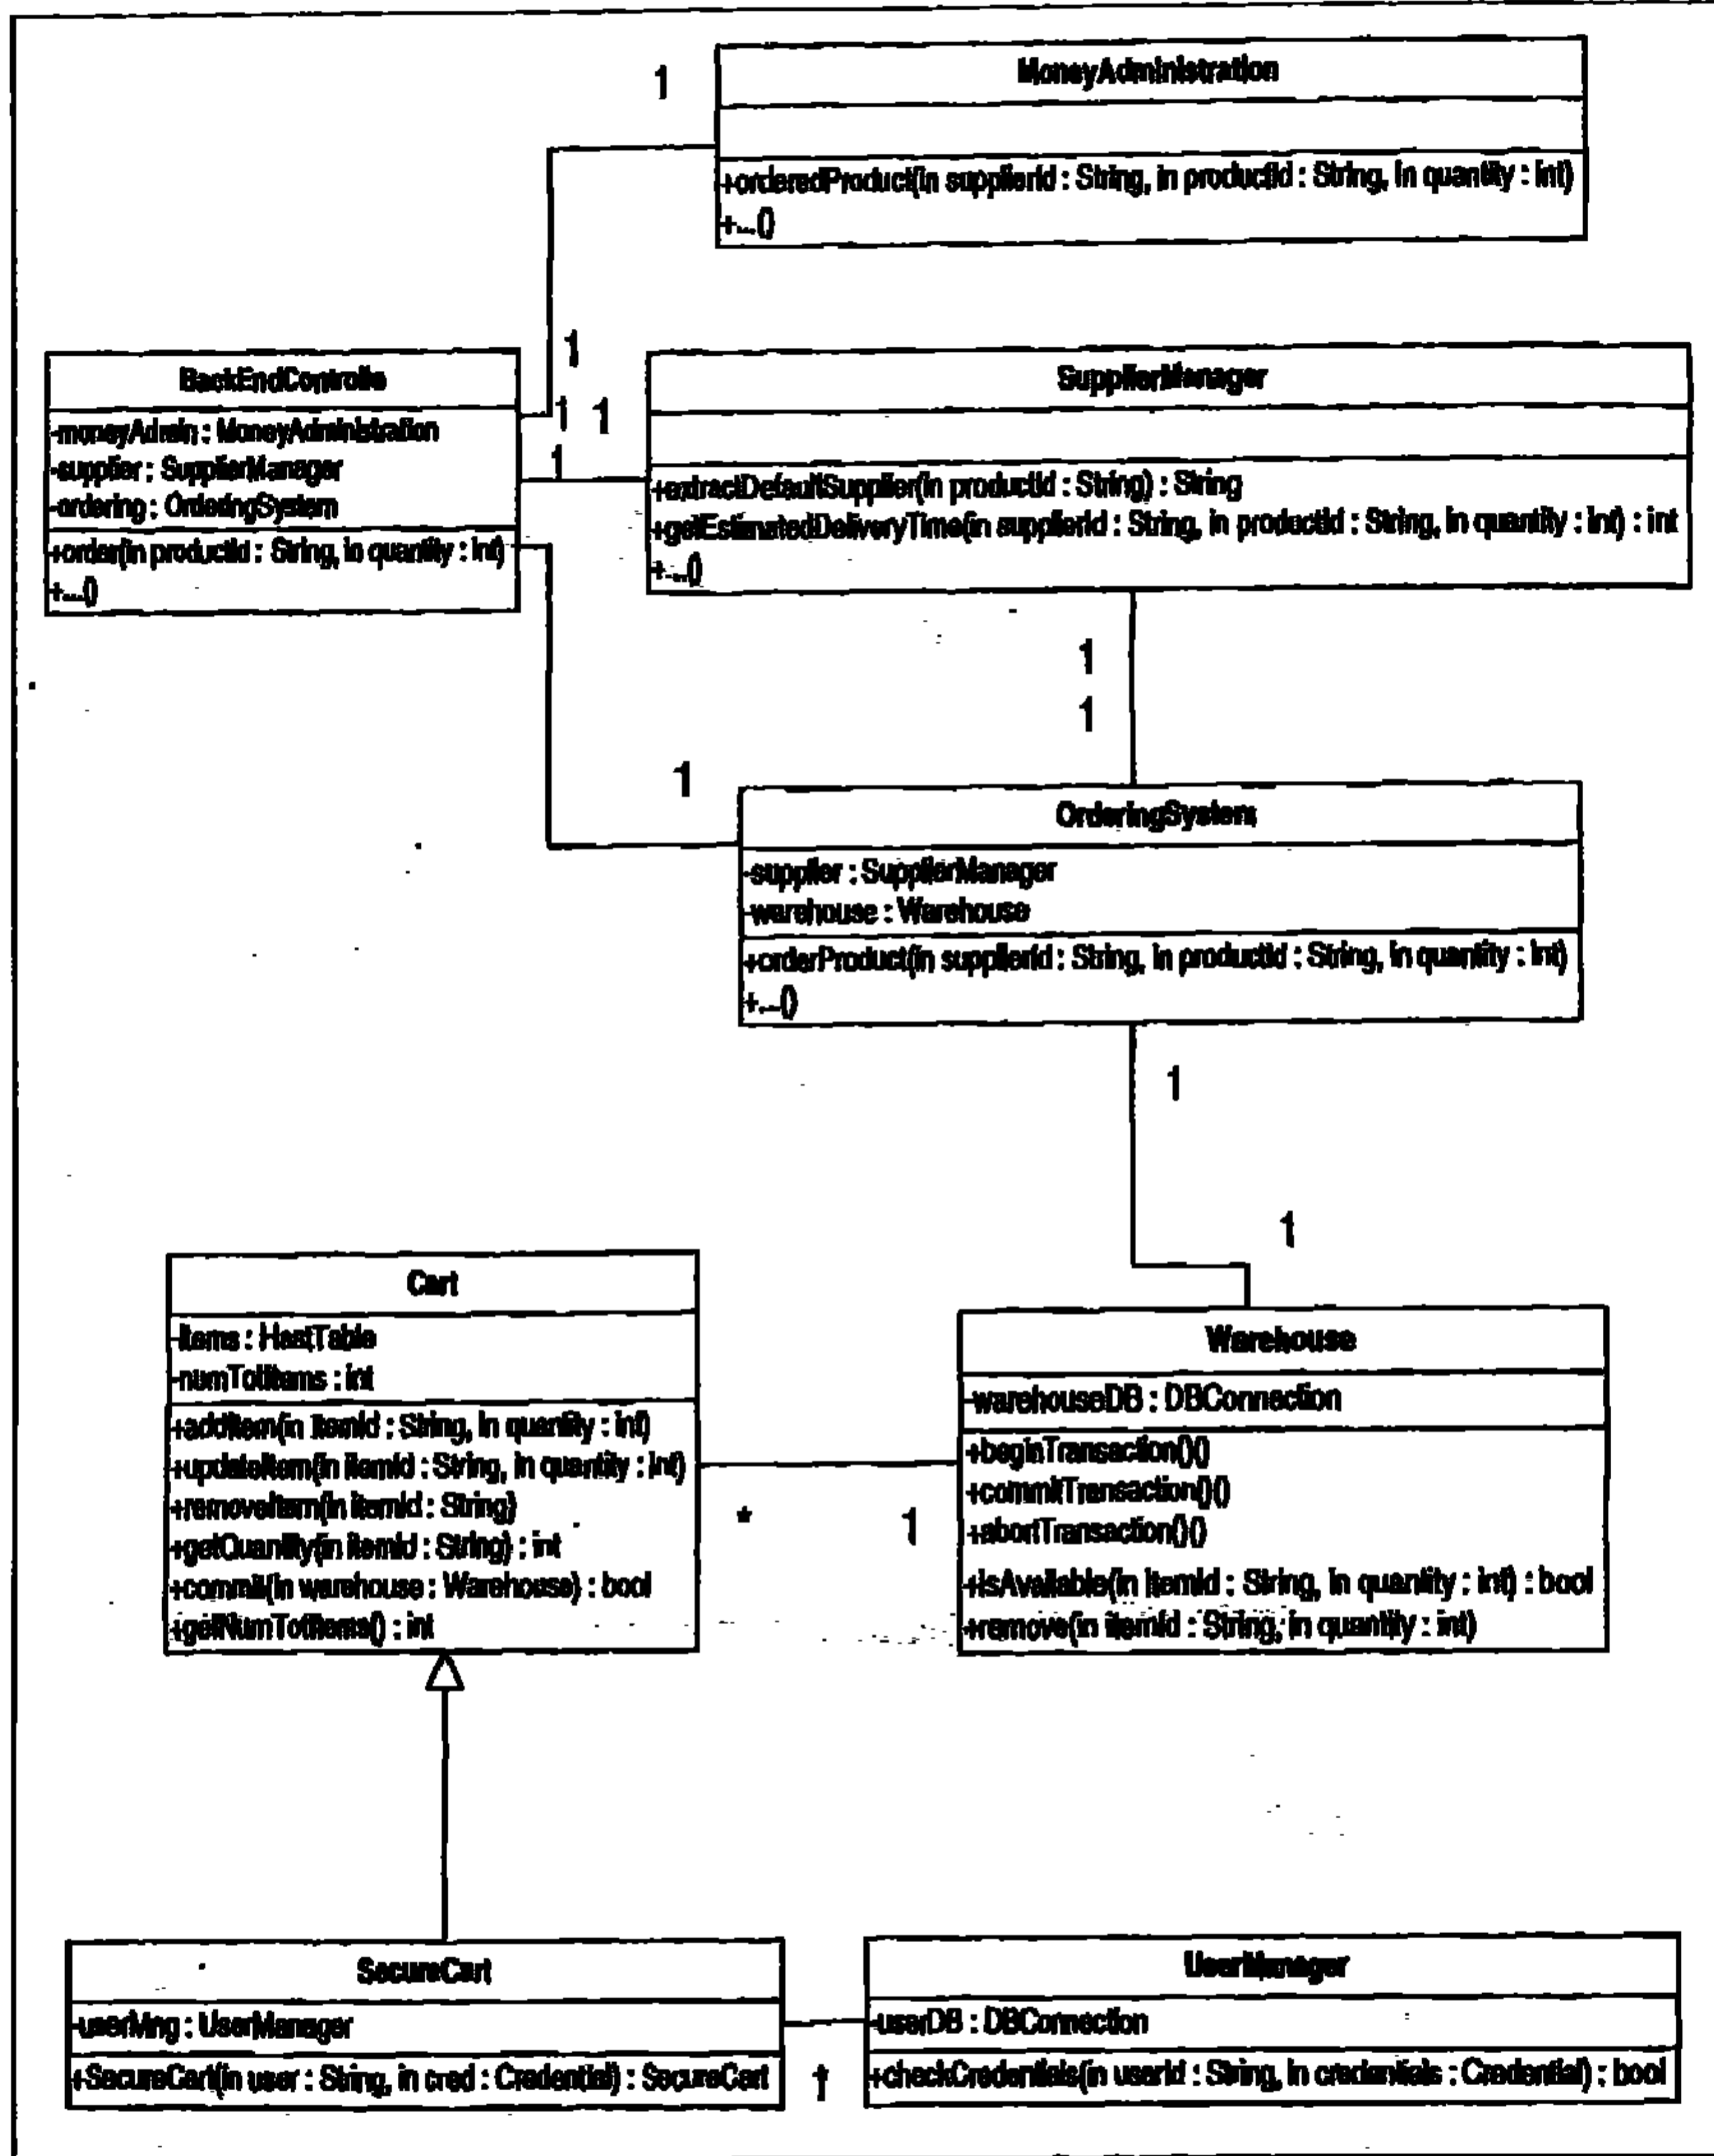 MoneyAdministration
+orderedProduct(in supplierId : String, in productId : String, in quantity : int)
+...()
1
1
1
1
1
BackEndControlle
-moneyAdmin : MoneyAdministration
-supplier : SupplierManager
-ordering : OrderingSystem
+order(in productId : String, in quantity : int)
+...()
SupplierManager
+extractDefaultSupplier(in productId : String) : String
+getEstimatedDeliveryTime(in supplierId : String, in productId : String, in quantity : int) : int
+...()
1
1
1
OrderingSystem
-supplier : SupplierManager
-warehouse : Warehouse
+orderProduct(in supplierId : String, in productId : String, in quantity : int)
+...()
1
1
Cart
-items : HastTable
-numTotItems : int
+addItem(in itemId : String, in quantity : int)
+updateItem(in itemId : String, in quantity : int)
+removeItem(in itemId : String)
+getQuantity(in itemId : String) : int
+commit(in warehouse : Warehouse) : bool
+getNumTotItems() : int
* 1
Warehouse
-warehouseDB : DBConnection
+beginTransaction()()
+commitTransaction()()
+abortTransaction()()
+isAvailable(in itemId : String, in quantity : int) : bool
+remove(in itemId : String, in quantity : int)
SecureCart
-userMng : UserManager
+SecureCart(in user : String, in cred : Credential) : SecureCart
UserManager
-userDB : DBConnection
+checkCredentials(in userId : String, in credentials : Credential) : bool